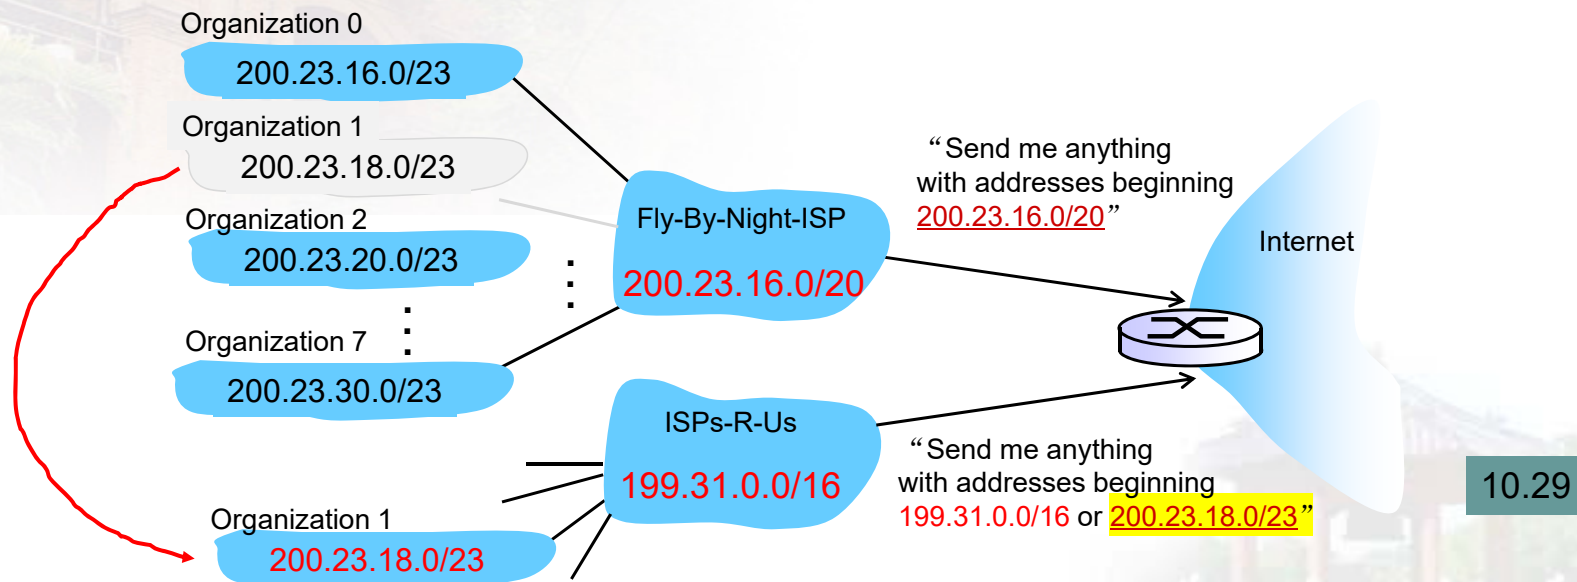 Organization 0
200.23.16.0/23
Organization 1
200.23.18.0/23
Organization 2
200.23.20.0/23
Organization 7
200.23.30.0/23
Fly-By-Night-ISP
200.23.16.0/20
“Send me anything
with addresses beginning
200.23.16.0/20”
Internet
ISPs-R-Us
199.31.0.0/16
“Send me anything
with addresses beginning
199.31.0.0/16 or 200.23.18.0/23”
Organization 1
200.23.18.0/23
10.29